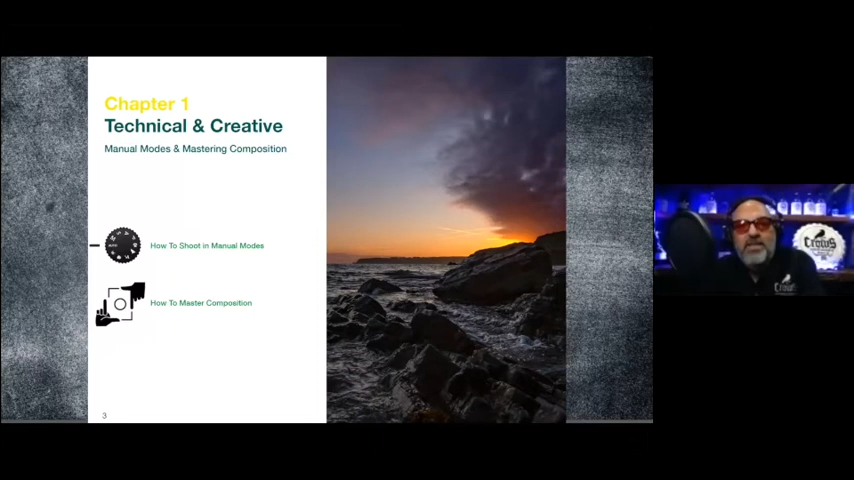 Chapter 1
Technical & Creative
Manual Modes & Mastering Composition
How To Shoot in Manual Modes
How To Master Composition
3
Crows